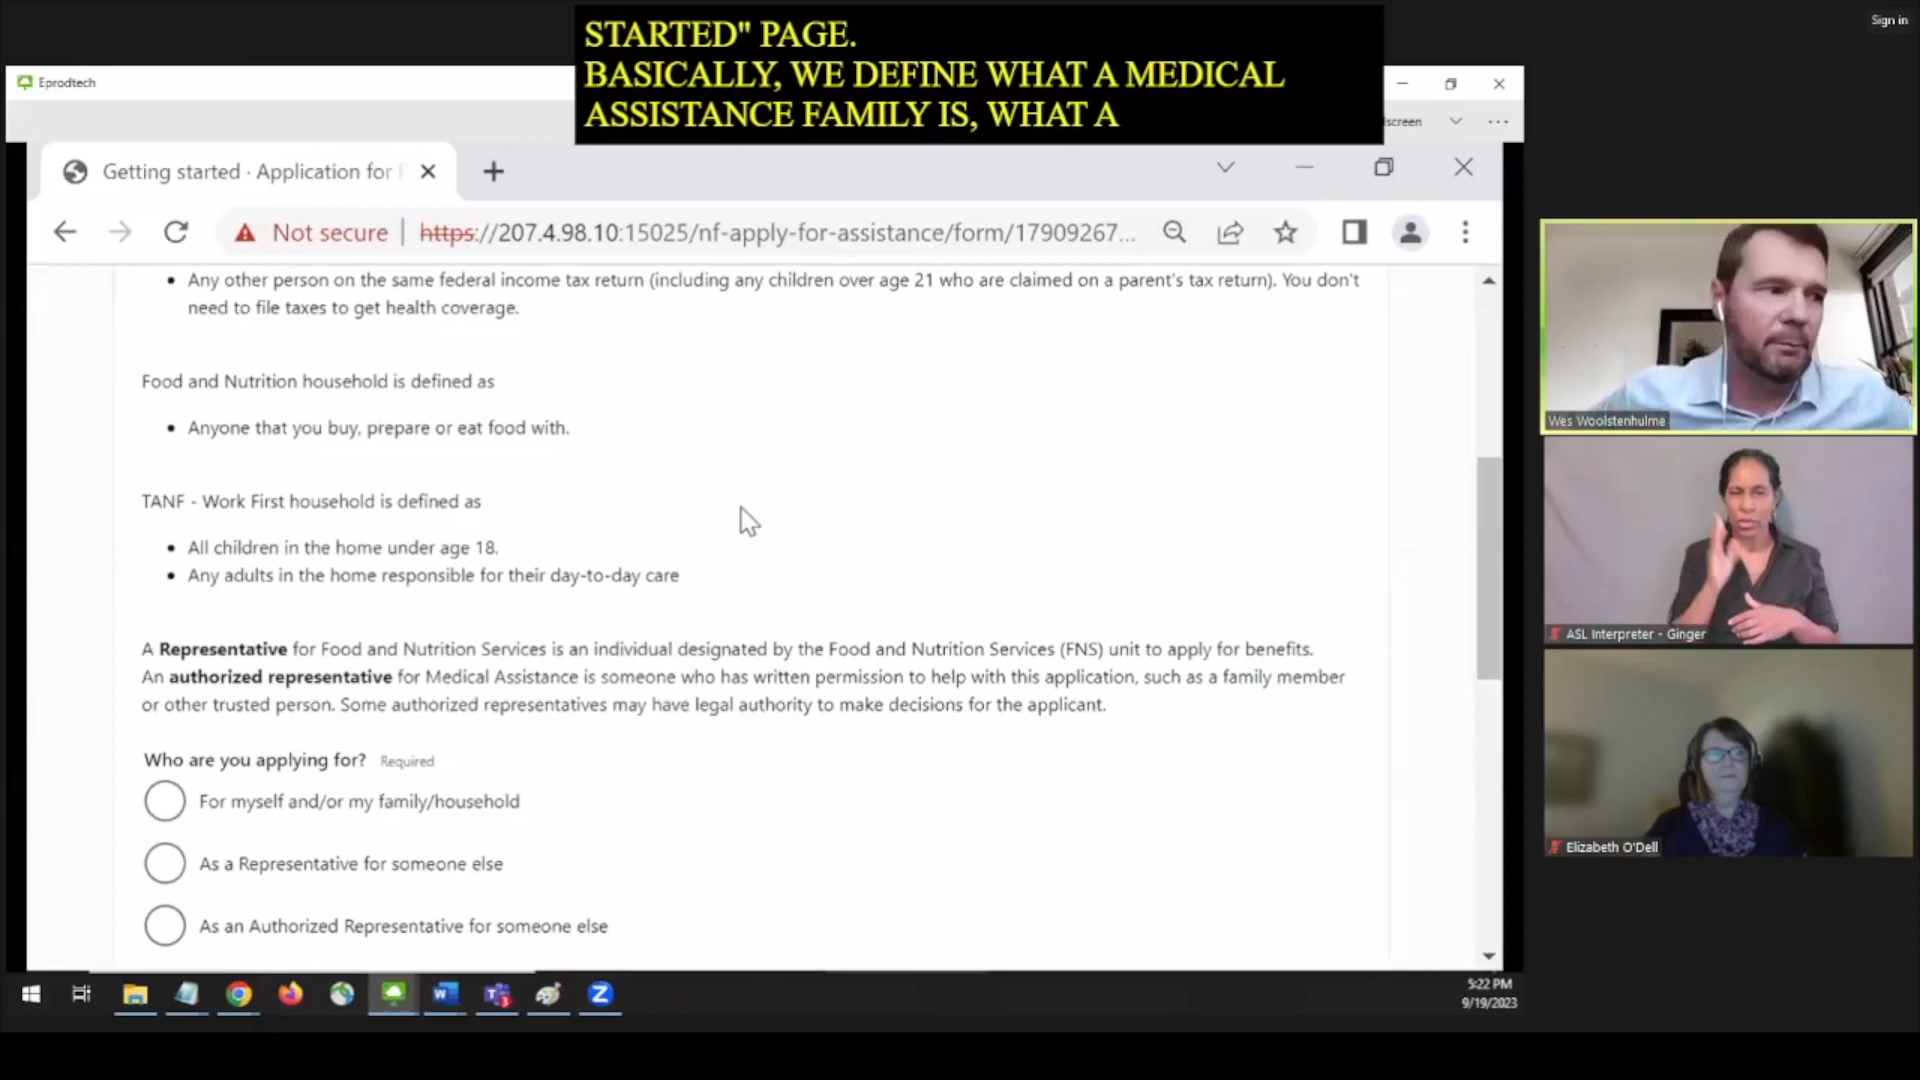 Sign in
STARTED" PAGE.
BASICALLY, WE DEFINE WHAT A MEDICAL
ASSISTANCE FAMILY IS, WHAT A
Eprodtech
screen
Getting started · Application for
Not secure
https://207.4.98.10:15025/nf-apply-for-assistance/form/17909267...
• Any other person on the same federal income tax return (including any children over age 21 who are claimed on a parent's tax return). You don't
need to file taxes to get health coverage.
Food and Nutrition household is defined as
• Anyone that you buy, prepare or eat food with.
TANF - Work First household is defined as
• All children in the home under age 18.
• Any adults in the home responsible for their day-to-day care
A Representative for Food and Nutrition Services is an individual designated by the Food and Nutrition Services (FNS) unit to apply for benefits.
An authorized representative for Medical Assistance is someone who has written permission to help with this application, such as a family member
or other trusted person. Some authorized representatives may have legal authority to make decisions for the applicant.
Who are you applying for? Required
For myself and/or my family/household
As a Representative for someone else
As an Authorized Representative for someone else
5:22 PM
9/19/2023
Wes Woolstenhulme
ASL Interpreter - Ginger
Elizabeth O'Dell